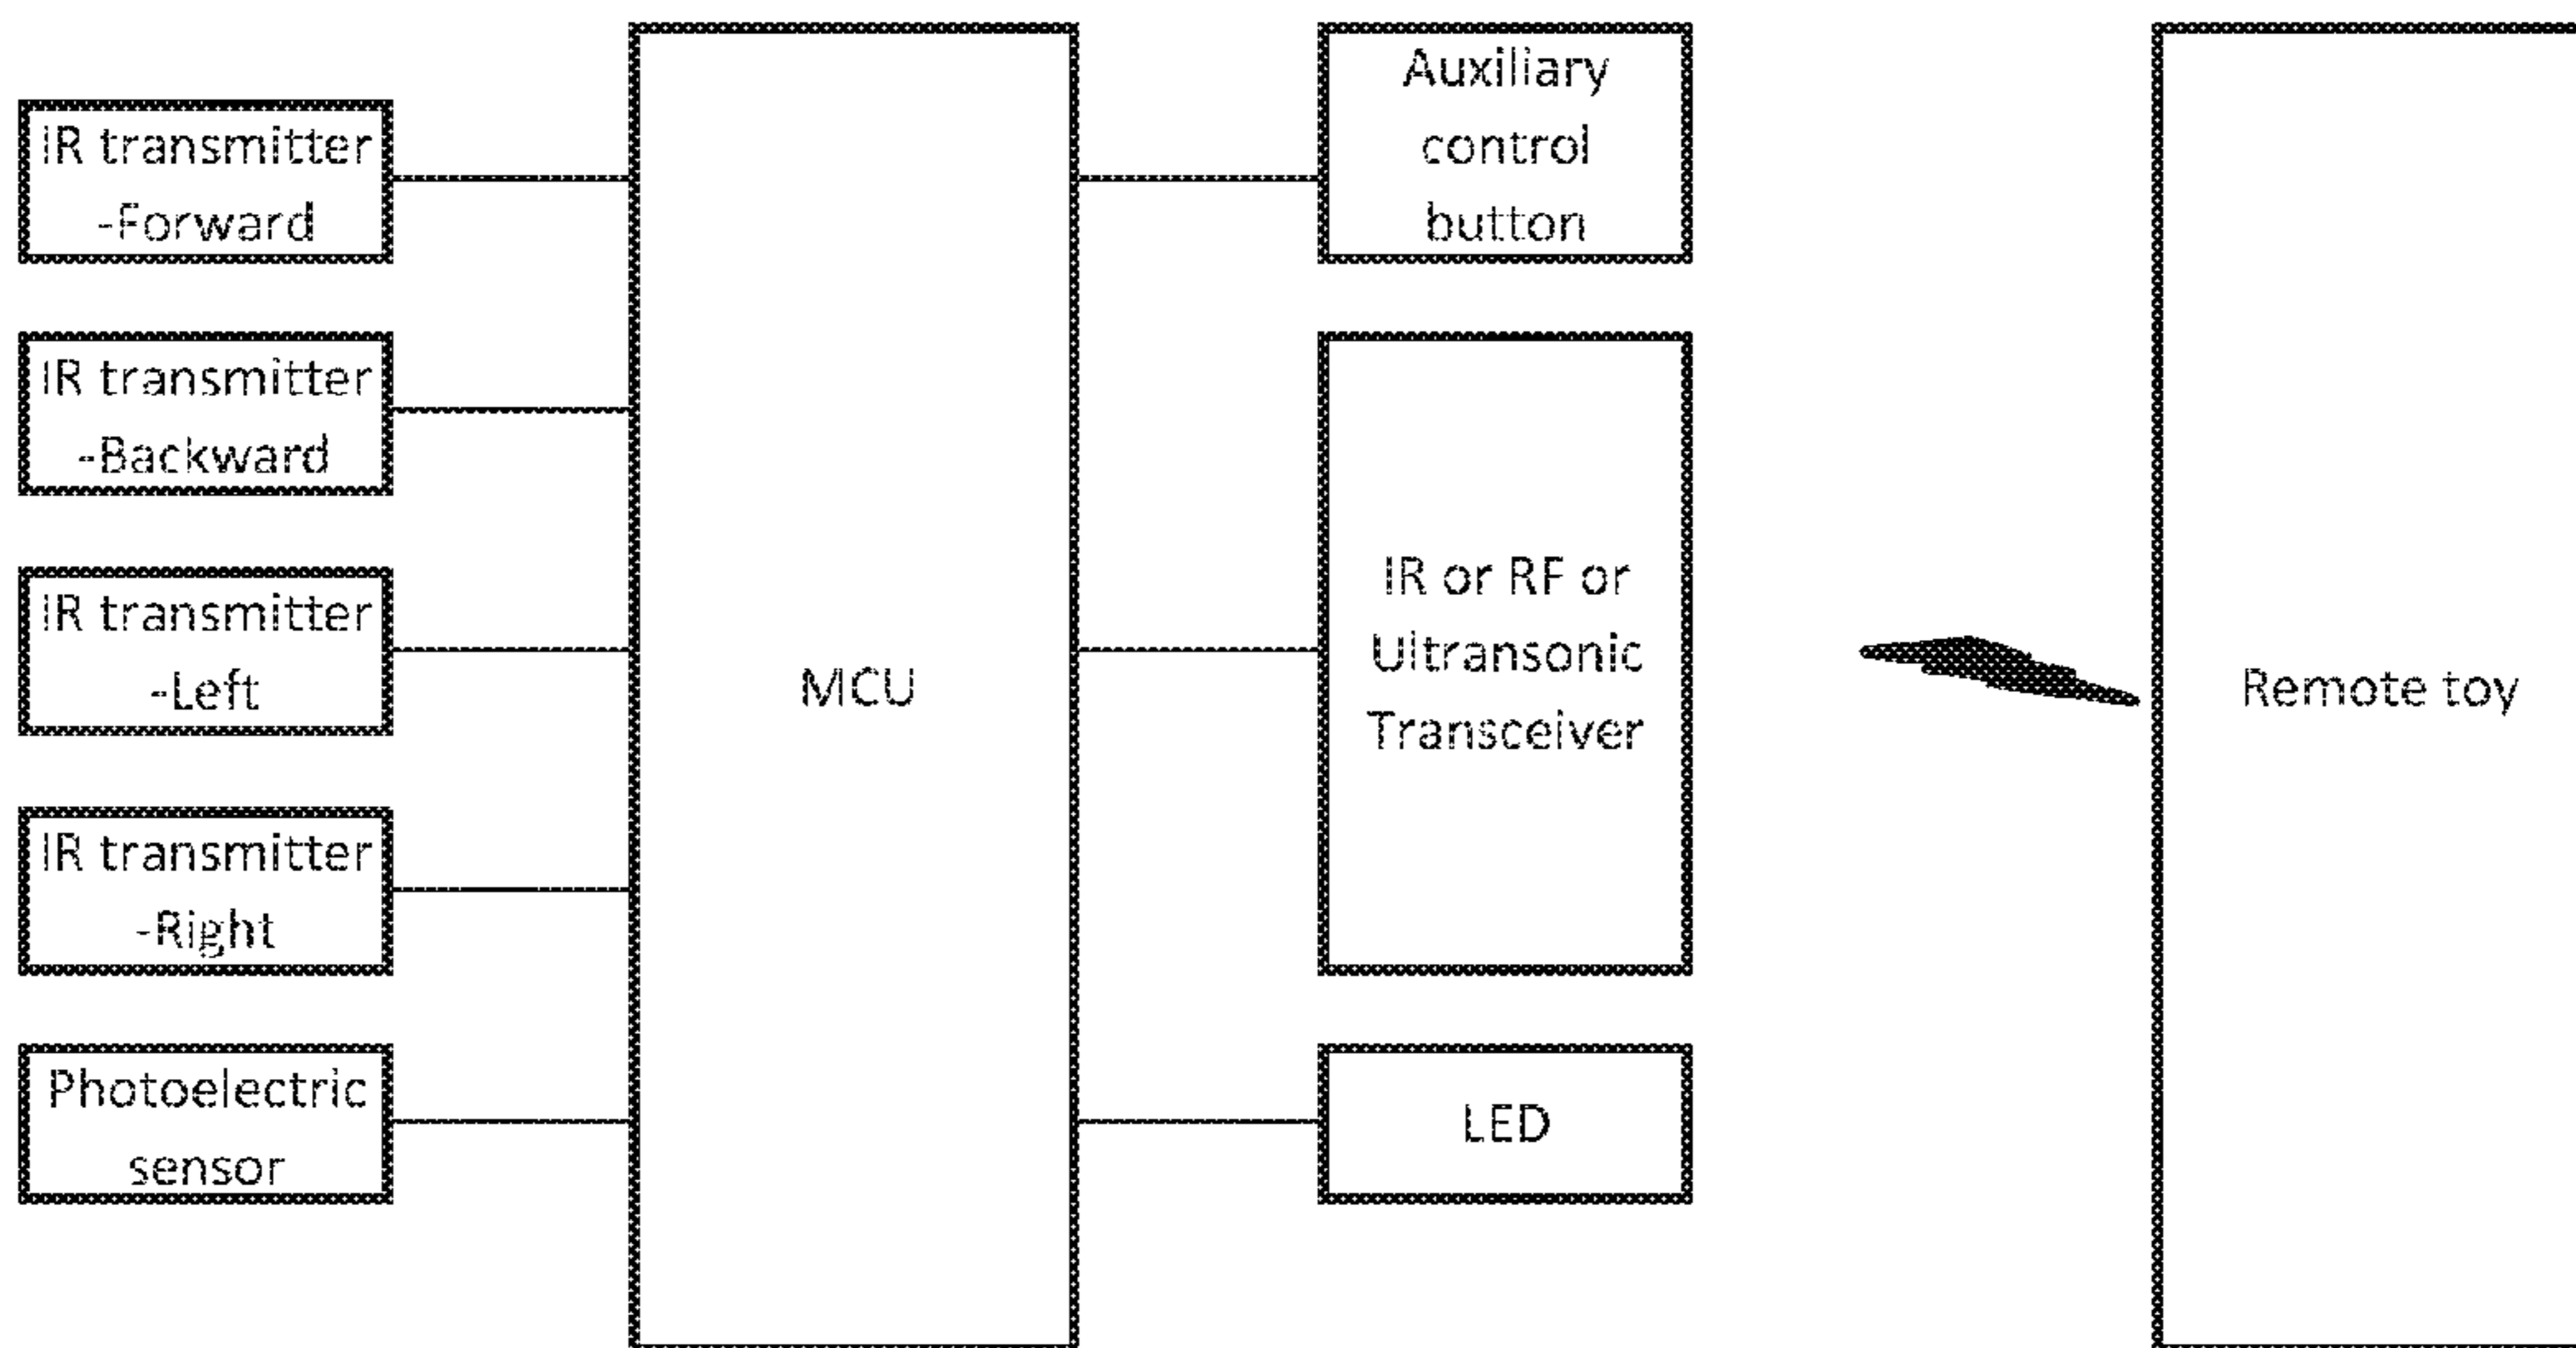 IR transmitter
-Forward
IR transmitter
-Backward
IR transmitter
-Left
IR transmitter
-Right
Photoelectric
sensor
MCU
Auxiliary
control
button
IR or RF or
Ultransonic
Transceiver
LED
Remote toy